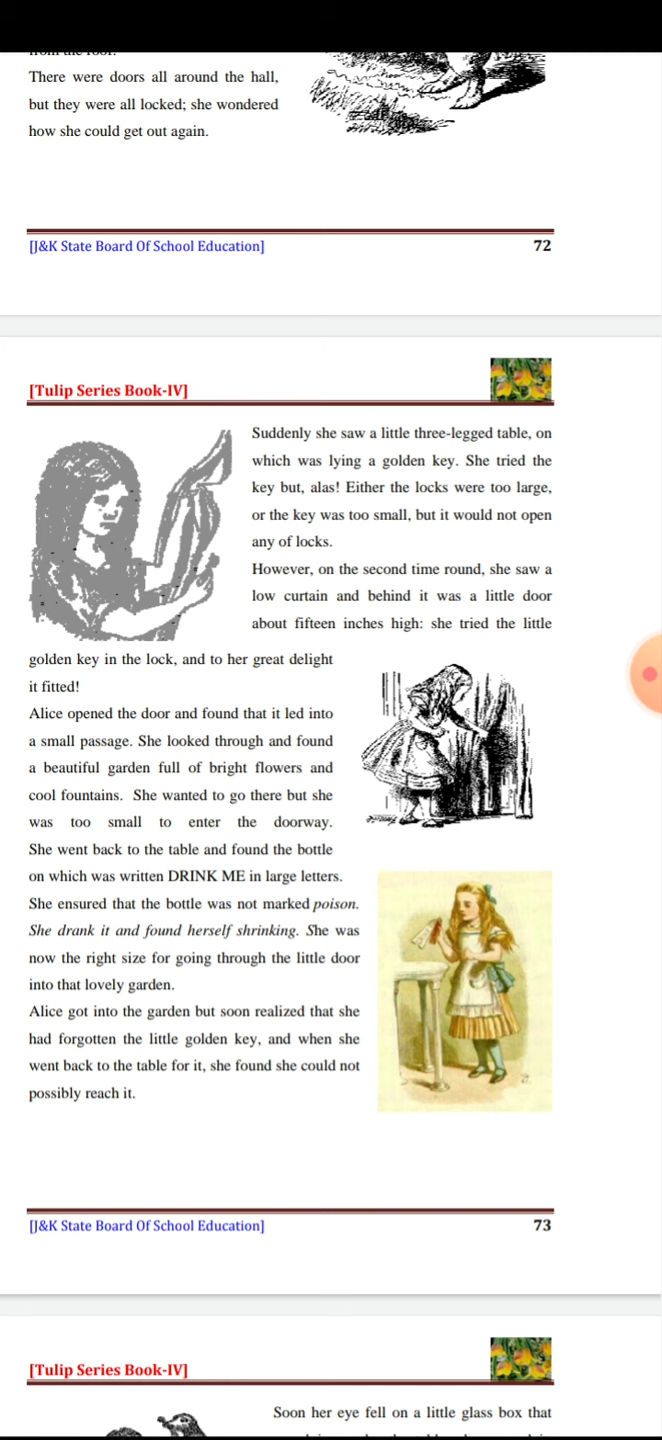 There were doors all around the hall,
but they were all locked; she wondered
how she could get out again.
[J&K State Board Of School Education] 72
[Tulip Series Book-IV]
Suddenly she saw a little three-legged table, on
which was lying a golden key. She tried the
key but, alas! Either the locks were too large,
or the key was too small, but it would not open
any of locks.
However, on the second time round, she saw a
low curtain and behind it was a little door
about fifteen inches high: she tried the little
golden key in the lock, and to her great delight
it fitted!
Alice opened the door and found that it led into
a small passage. She looked through and found
a beautiful garden full of bright flowers and
cool fountains. She wanted to go there but she
was too small to enter the doorway.
She went back to the table and found the bottle
on which was written DRINK ME in large letters.
She ensured that the bottle was not marked poison.
She drank it and found herself shrinking. She was
now the right size for going through the little door
into that lovely garden.
Alice got into the garden but soon realized that she
had forgotten the little golden key, and when she
went back to the table for it, she found she could not
possibly reach it.
[J&K State Board Of School Education] 73
[Tulip Series Book-IV]
Soon her eye fell on a little glass box that